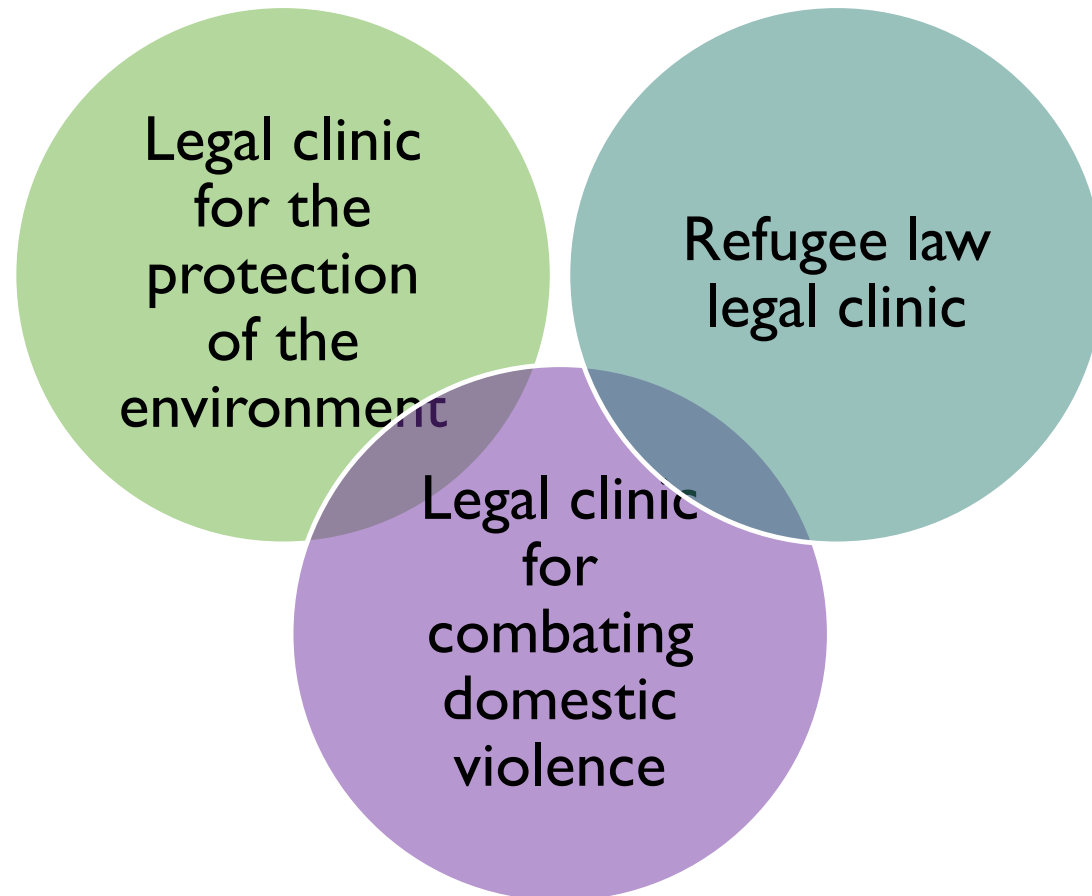 Legal clinic
for the
protection
of the
environment
Refugee law
legal clinic
Legal clinic
for
combating
domestic
violence